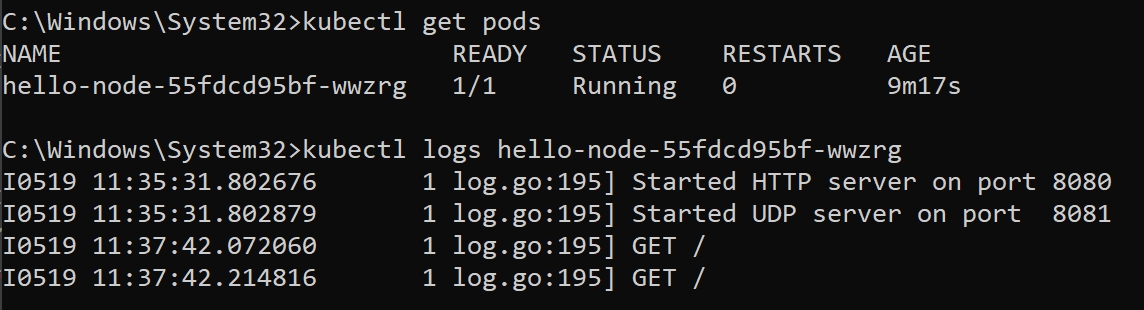 C:\Windows\System32>kubectl get pods
NAME                          READY   STATUS    RESTARTS   AGE
hello-node-55fdcd95bf-wwzrg   1/1     Running   0          9m17s
C:\Windows\System32>kubectl logs hello-node-55fdcd95bf-wwzrg
I0519 11:35:31.802676       1 log.go:195] Started HTTP server on port 8080
I0519 11:35:31.802879       1 log.go:195] Started UDP server on port  8081
I0519 11:37:42.072060       1 log.go:195] GET /
I0519 11:37:42.214816       1 log.go:195] GET /